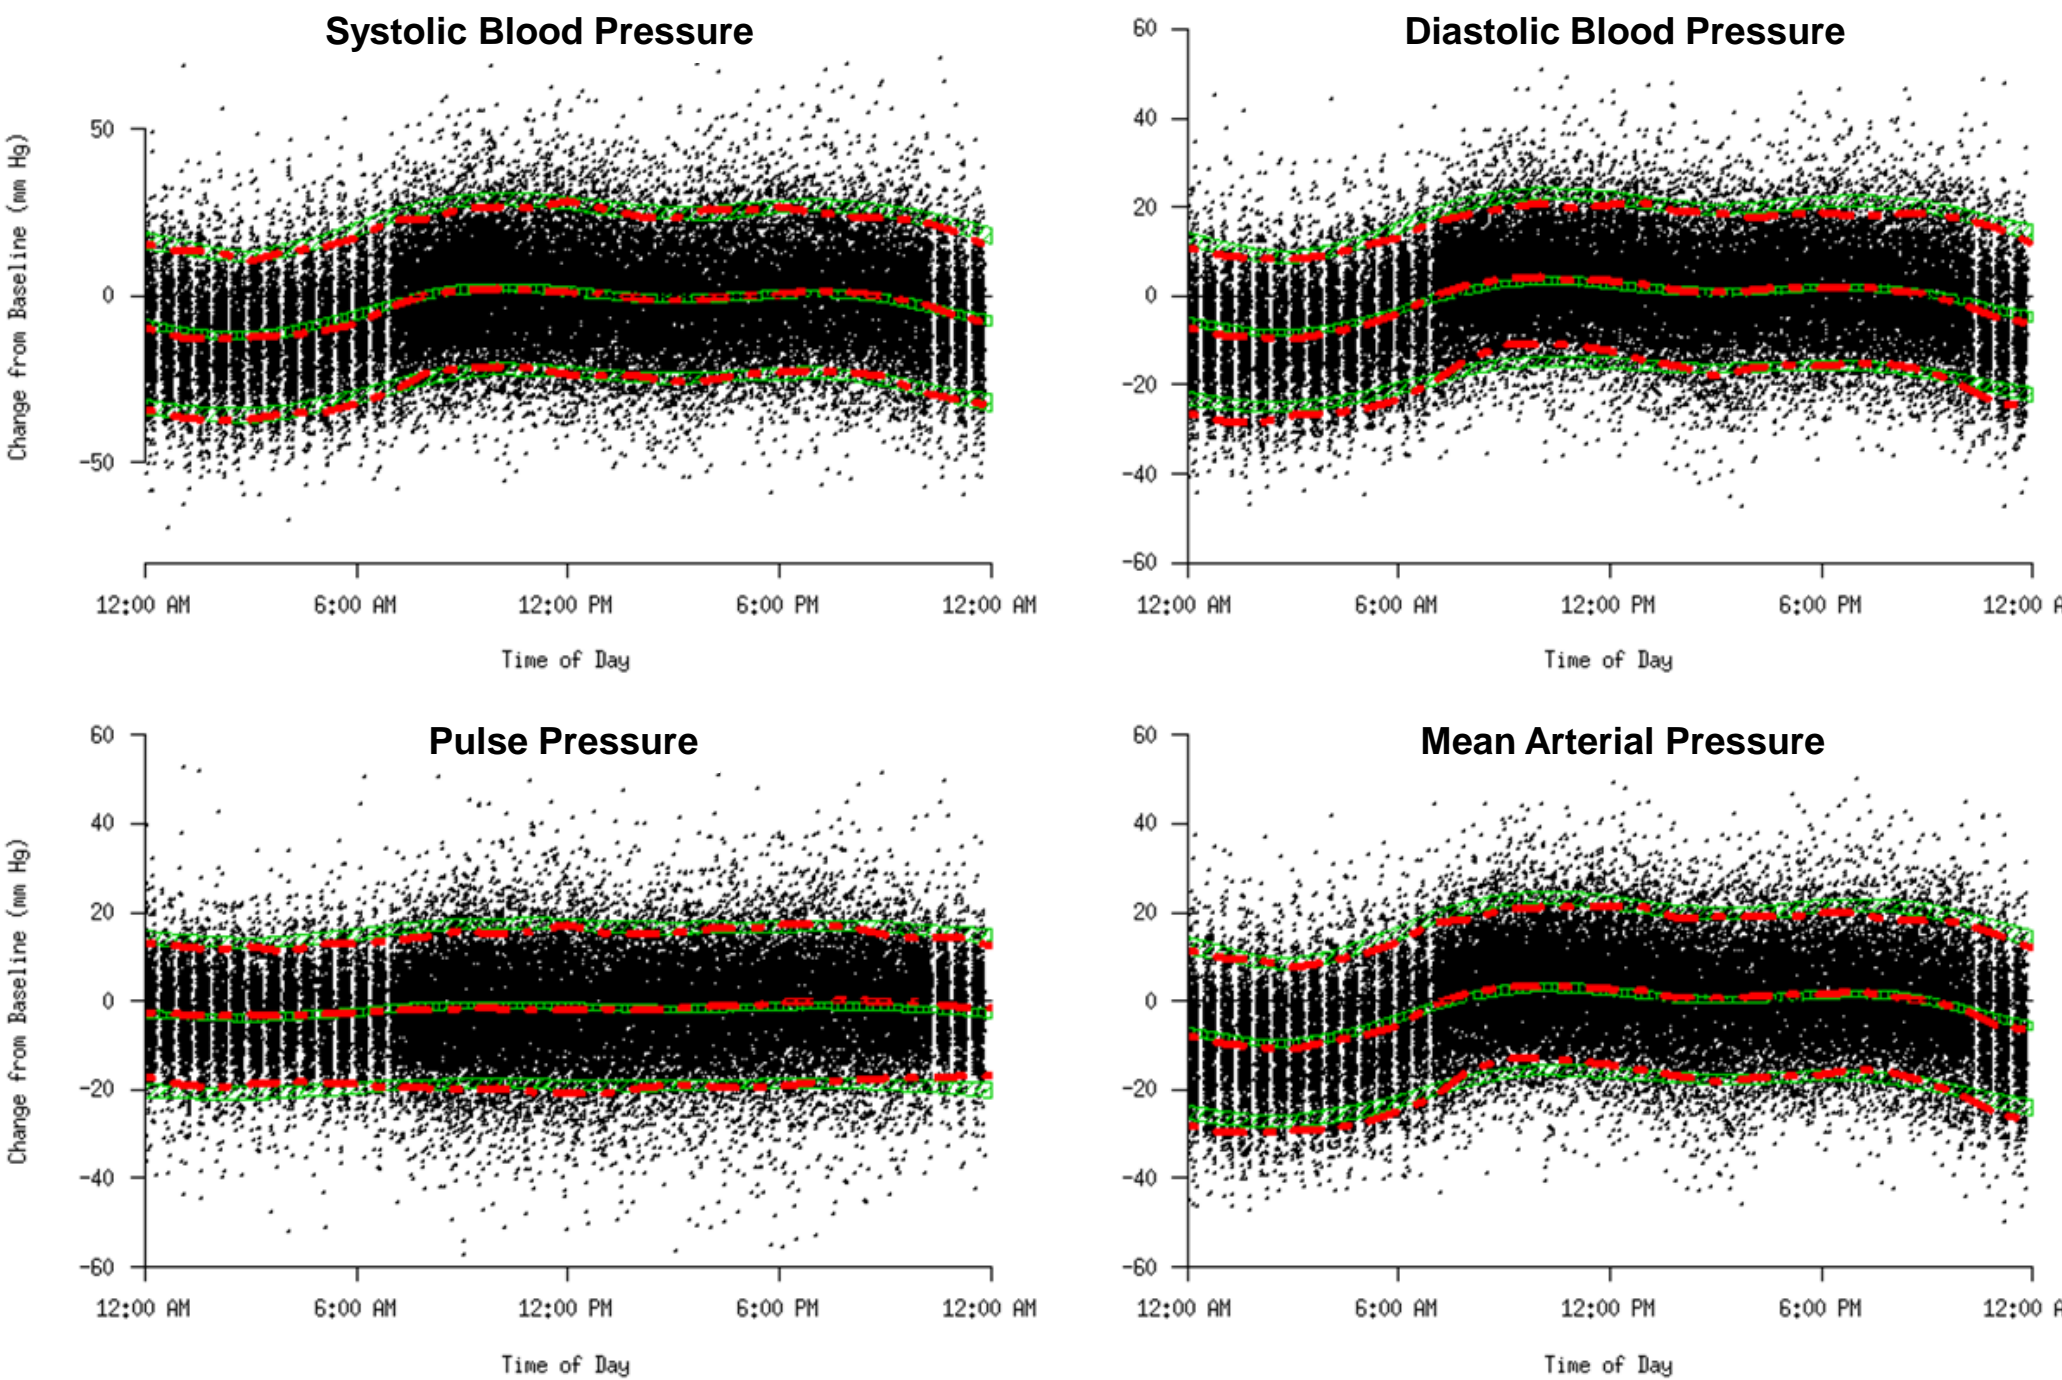 Systolic Blood Pressure
Change from Baseline (mm Hg)
50
0
-50
12:00 AM 6:00 AM 12:00 PM 6:00 PM 12:00 AM
Time of Day
Diastolic Blood Pressure
60
40
20
0
-20
-40
-60
12:00 AM 6:00 AM 12:00 PM 6:00 PM 12:00 A
Time of Day
Pulse Pressure
Change from Baseline (mm Hg)
60
40
20
0
-20
-40
-60
12:00 AM 6:00 AM 12:00 PM 6:00 PM 12:00 AM
Time of Day
Mean Arterial Pressure
60
40
20
0
-20
-40
-60
12:00 AM 6:00 AM 12:00 PM 6:00 PM 12:00 A
Time of Day